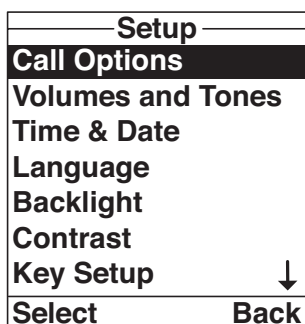 Setup
Call Options
Volumes and Tones
Time & Date
Language
Backlight
Contrast
Key Setup
Select Back